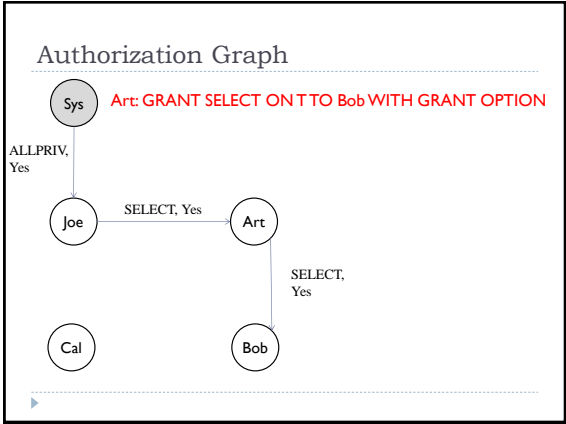 Authorization Graph
Sys
Art: GRANT SELECT ON T TO Bob WITH GRANT OPTION
ALLPRIV,
Yes
Joe
SELECT, Yes
Art
SELECT,
Yes
Cal
Bob